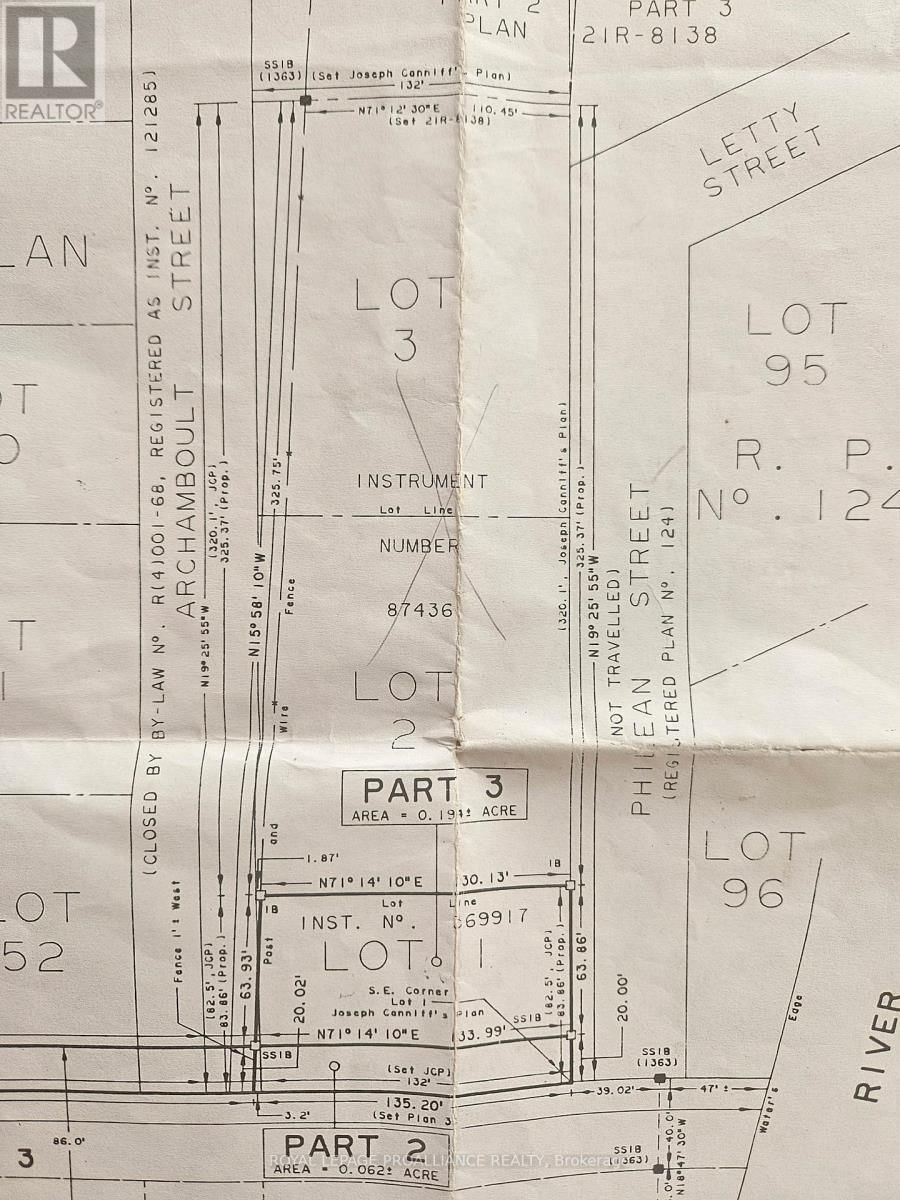 REALTOR®
PLAN
PART 3
21R-8138
SSIB
(1363)
(Set Joseph Canniff's Plan)
132'
N71° 12' 30" E 110.45'
(Set 21R-8138)
LETTY
STREET
(CLOSED BY BY-LAW Nº. R(4)001-68, REGISTERED AS INST. Nº. 121285)
ARCHAMBOULT STREET
LOT
3
LOT
95
R. P.
Nº. 124
INSTRUMENT
Lot Line
NUMBER
87436
N19° 25' 55" W
(320.1', JCP)
325.37' (Prop.)
N15° 58' 10" W
325.75'
Fence
Wire
and
Post
(320.1', Joseph Canniff's Plan)
325.37' (Prop.)
N19° 25' 55" W
NOT TRAVELLED)
PHILEAN STREET
(REGISTERED PLAN Nº. 124)
LOT
2
PART 3
AREA = 0.191± ACRE
LOT
96
1.87'
N71° 14' 10" E 30.13'
IB
IB
Lot Line
INST. Nº. 69917
LOT 1
LOT
52
Fence 1'± West
(82.5', JCP)
83.86' (Prop.)
63.93'
20.02'
S.E. Corner
Lot 1
Joseph Canniff's Plan
SSIB
N71° 14' 10" E 33.99'
SSIB
(82.5', JCP)
83.86' (Prop.)
63.86'
20.00'
SSIB
(1363)
(Set JCP)
132'
39.02'
47' ±
135.20'
(Set Plan 3
3.2'
Water's Edge
RIVER
86.0'
3
PART 2
AREA = 0.062± ACRE
SSIB
(1363)
40.0'
N18° 47' 30" W
ROYAL LEPAGE PROALLIANCE REALTY, Brokerage